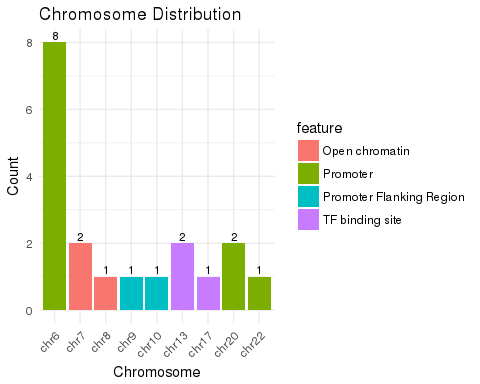 Chromosome Distribution
Count
8
6
4
2
0
8
2
1
1
1
2
1
2
1
chr6
chr7
chr8
chr9
chr10
chr13
chr17
chr20
chr22
Chromosome
feature
Open chromatin
Promoter
Promoter Flanking Region
TF binding site